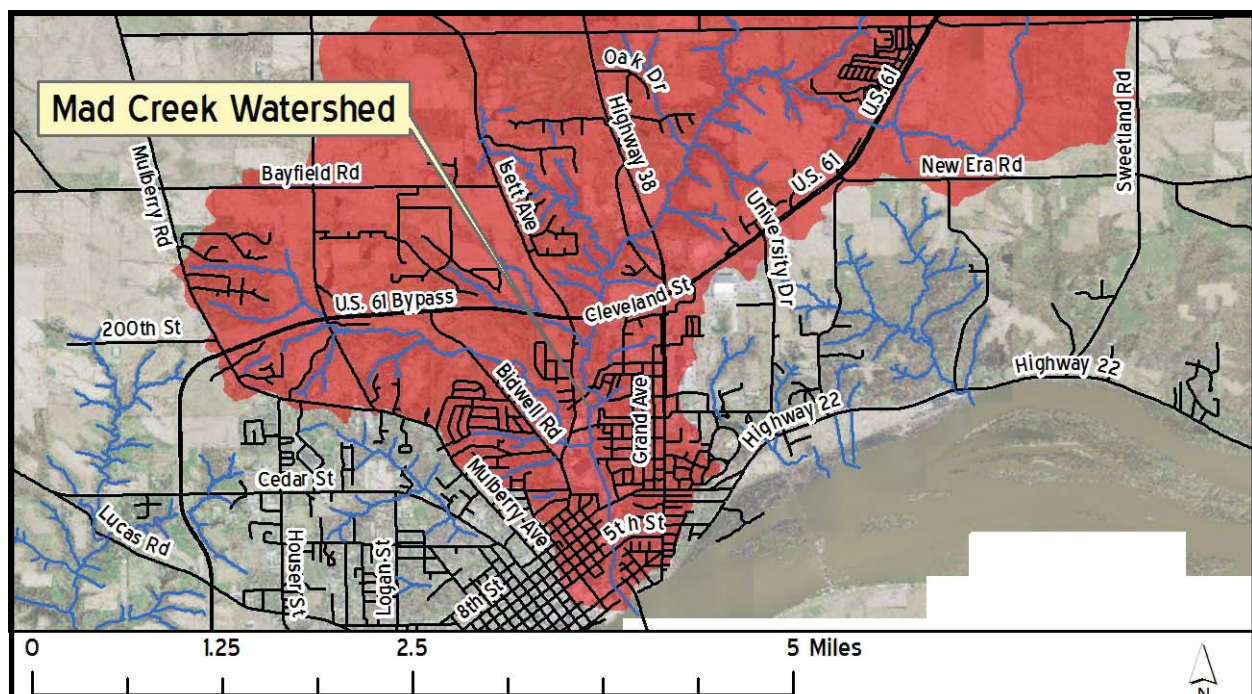 Oak Dr
U.S. 61
Sweetland Rd
Mad Creek Watershed
Highway 38
Mulberry Rd
Bayfield Rd
Isett Ave
U.S. 61
New Era Rd
University Dr
U.S. 61 Bypass
Cleveland St
200th St
Bidwell Rd
Grand Ave
Highway 22
Highway 22
Cedar St
Mulberry Ave
Lucas Rd
5th St
Houser St
Logan St
8th St
0 1.25 2.5 5 Miles
N